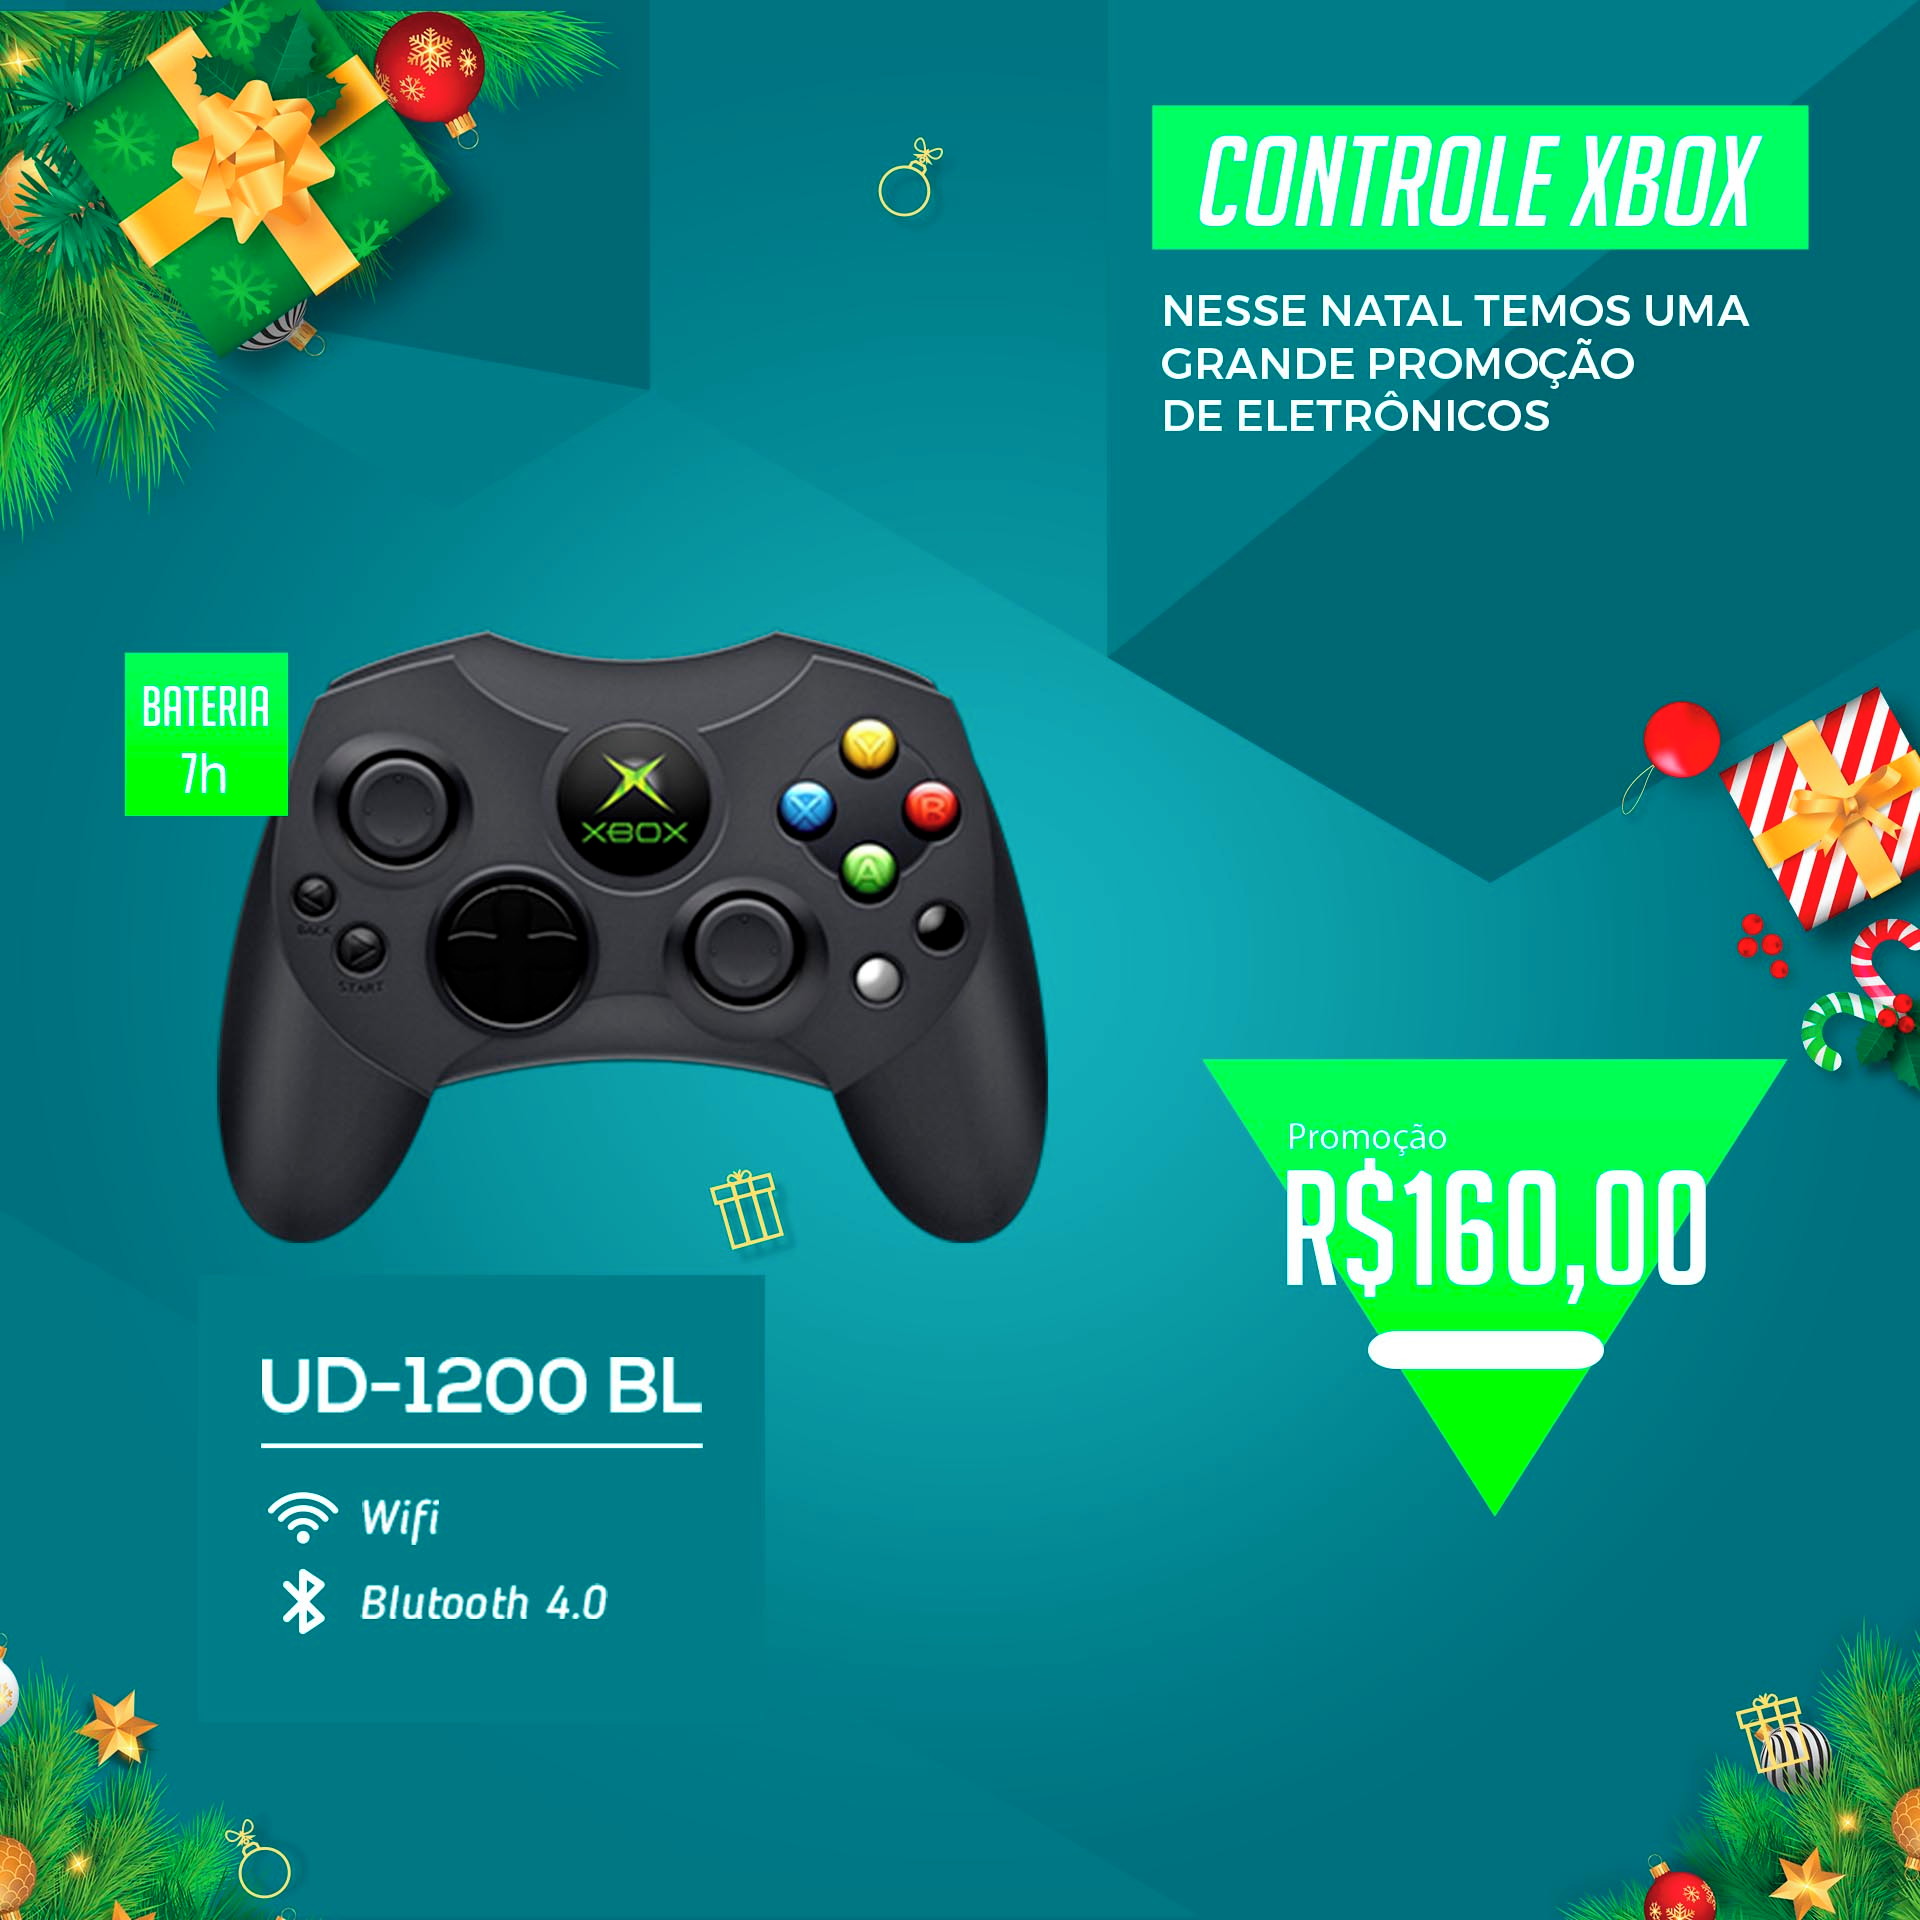 CONTROLE XBOX
NESSE NATAL TEMOS UMA
GRANDE PROMOÇÃO
DE ELETRÔNICOS
BATERIA
7h
XBOX
Y
X
B
A
BACK
START
Promoção
R$160,00
UD-1200 BL
Wifi
Blutooth 4.0